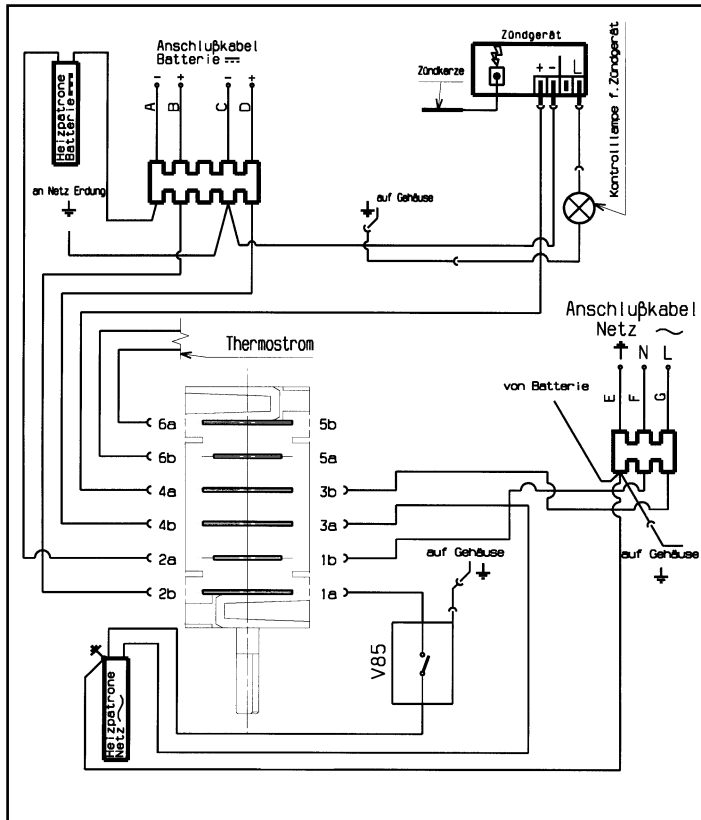 Anschlußkabel
Batterie
- + - +
A B C D
Heizpatrone
Batterie
an Netz Erdung
Zündgerät
+ - L
Zündkerze
Kontrolllampe f. Zündgerät
auf Gehäuse
Anschlußkabel
Netz ~
N L
E F G
von Batterie
Thermostrom
6a 5b
6b 5a
4a 3b
4b 3a
2a 1b
2b 1a
auf Gehäuse
auf Gehäuse
V85
Heizpatrone
Netz ~